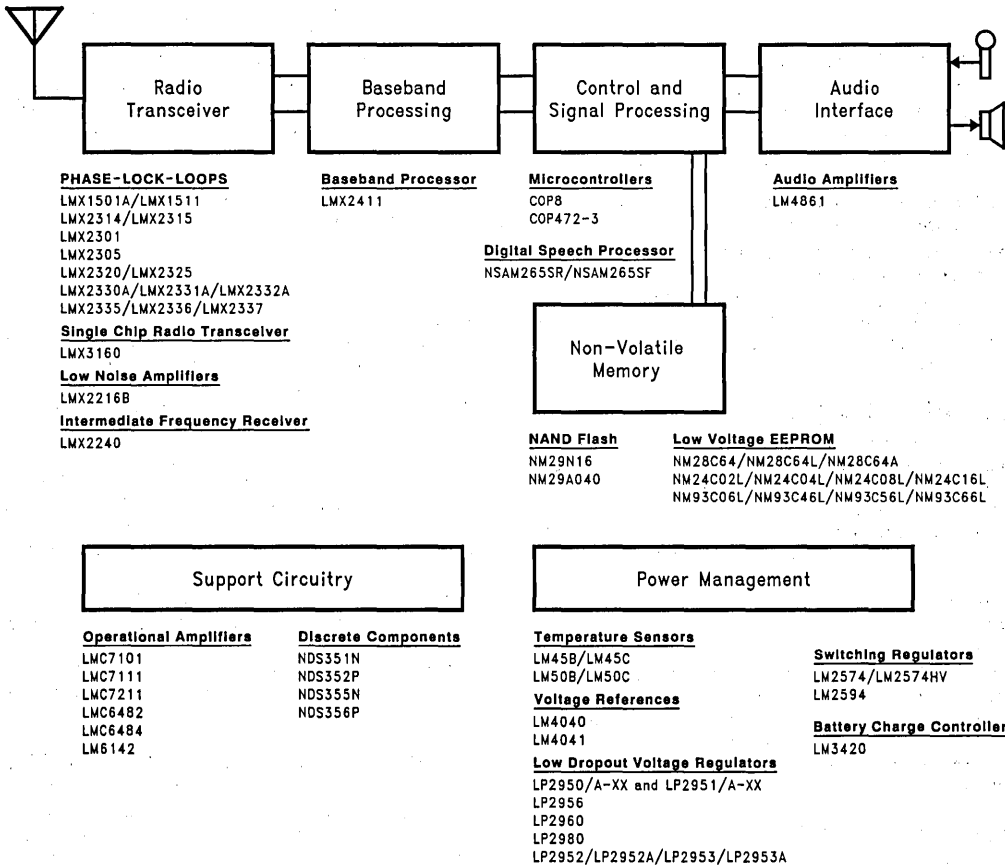 Radio
Transceiver
Baseband
Processing
Control and
Signal Processing
Audio
Interface
PHASE-LOCK-LOOPS
LMX1501A/LMX1511
LMX2314/LMX2315
LMX2301
LMX2305
LMX2320/LMX2325
LMX2330A/LMX2331A/LMX2332A
LMX2335/LMX2336/LMX2337
Single Chip Radio Transceiver
LMX3160
Low Noise Amplifiers
LMX2216B
Intermediate Frequency Receiver
LMX2240
Baseband Processor
LMX2411
Microcontrollers
COP8
COP472-3
Digital Speech Processor
NSAM265SR/NSAM265SF
Audio Amplifiers
LM4861
Non-Volatile
Memory
NAND Flash
NM29N16
NM29A040
Low Voltage EEPROM
NM28C64/NM28C64L/NM28C64A
NM24C02L/NM24C04L/NM24C08L/NM24C16L
NM93C06L/NM93C46L/NM93C56L/NM93C66L
Support Circuitry
Operational Amplifiers
LMC7101
LMC7111
LMC7211
LMC6482
LMC6484
LM6142
Discrete Components
NDS351N
NDS352P
NDS355N
NDS356P
Power Management
Temperature Sensors
LM45B/LM45C
LM50B/LM50C
Voltage References
LM4040
LM4041
Low Dropout Voltage Regulators
LP2950/A-XX and LP2951/A-XX
LP2956
LP2960
LP2980
LP2952/LP2952A/LP2953/LP2953A
Switching Regulators
LM2574/LM2574HV
LM2594
Battery Charge Controller
LM3420